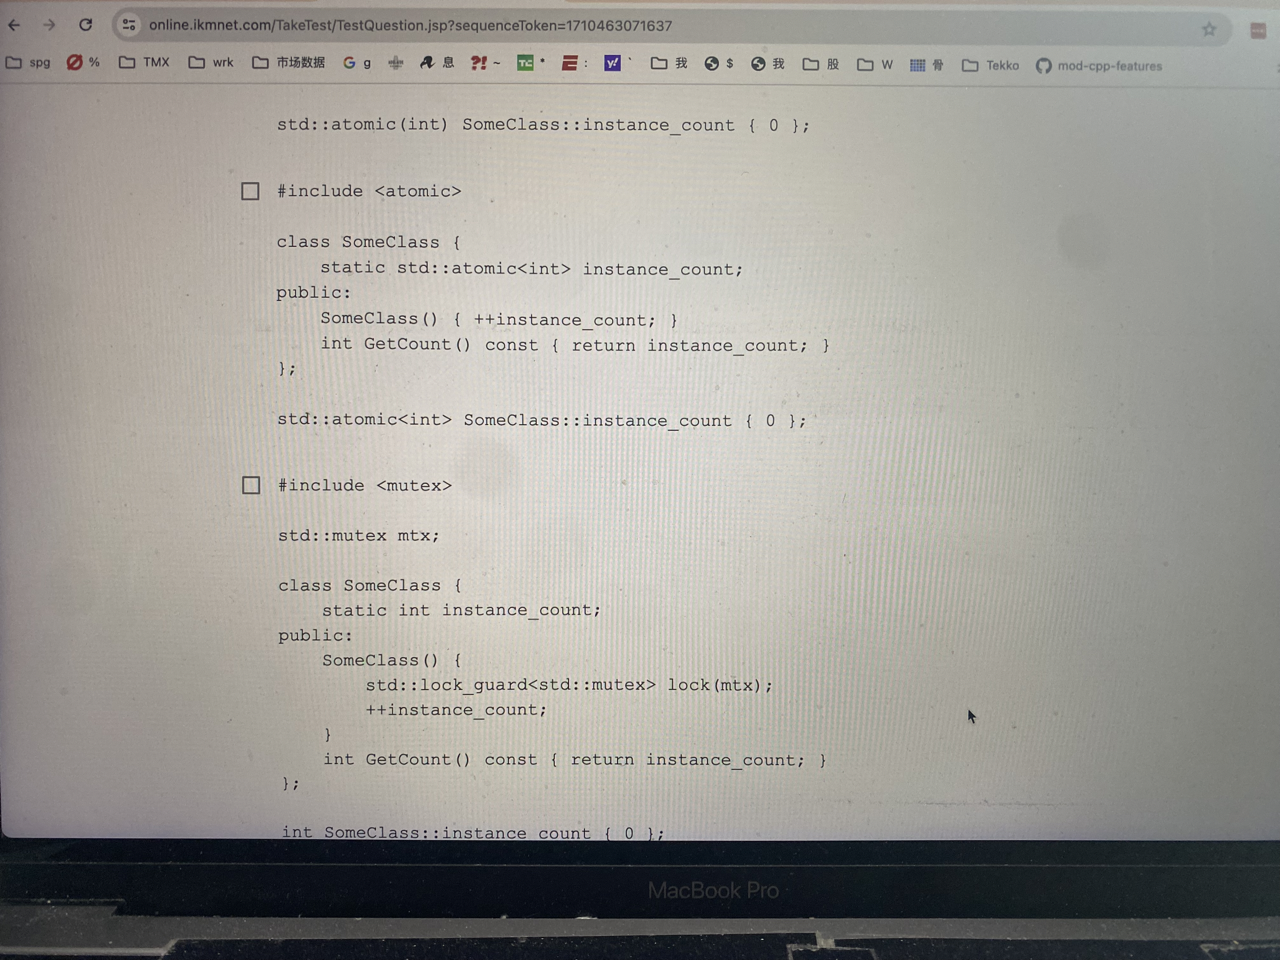 online.ikmnet.com/TakeTest/TestQuestion.jsp?sequenceToken=1710463071637
spg % TMX wrk 市场数据 G g 息 ?! ~ TC • : y! ` 我 $ 我 股 W 骨 Tekko mod-cpp-features
std::atomic(int) SomeClass::instance_count { 0 };
#include <atomic>
class SomeClass {
static std::atomic<int> instance_count;
public:
SomeClass() { ++instance_count; }
int GetCount() const { return instance_count; }
};
std::atomic<int> SomeClass::instance_count { 0 };
#include <mutex>
std::mutex mtx;
class SomeClass {
static int instance_count;
public:
SomeClass() {
std::lock_guard<std::mutex> lock(mtx);
++instance_count;
}
int GetCount() const { return instance_count; }
};
int SomeClass::instance_count { 0 };
MacBook Pro